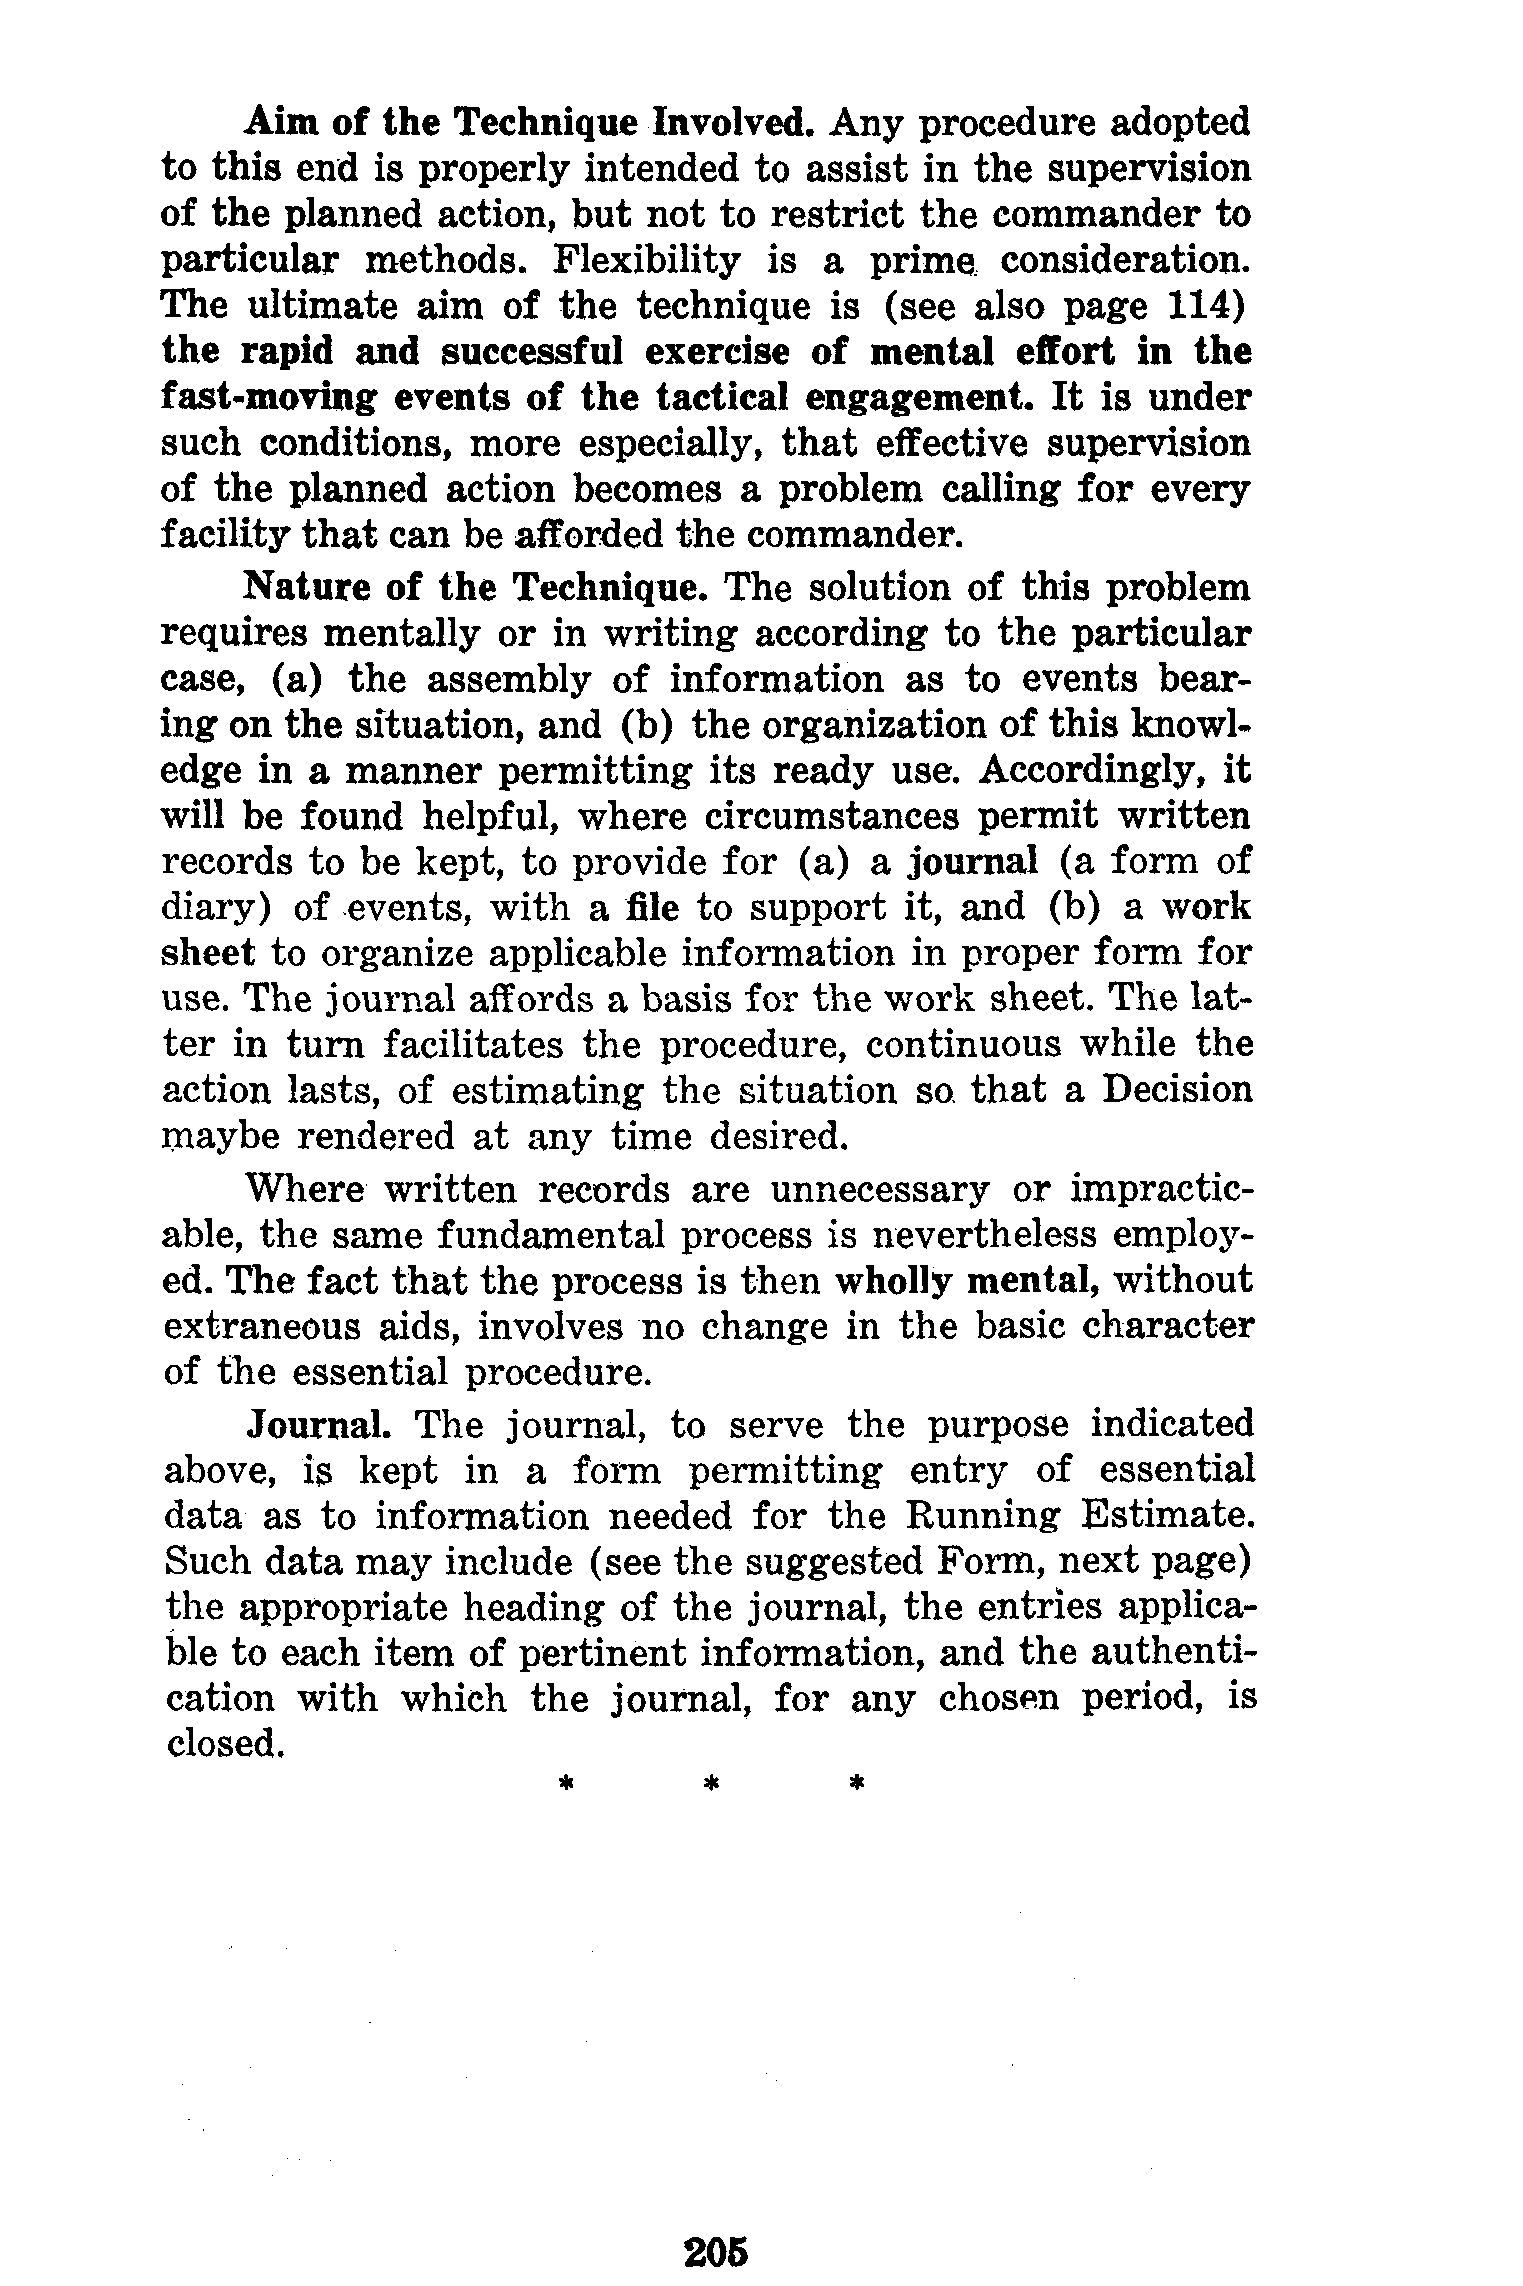 Aim of the Technique Involved. Any procedure adopted
to this end is properly intended to assist in the supervision
of the planned action, but not to restrict the commander to
particular methods. Flexibility is a prime consideration.
The ultimate aim of the technique is (see also page 114)
the rapid and successful exercise of mental effort in the
fast-moving events of the tactical engagement. It is under
such conditions, more especially, that effective supervision
of the planned action becomes a problem calling for every
facility that can be afforded the commander.
Nature of the Technique. The solution of this problem
requires mentally or in writing according to the particular
case, (a) the assembly of information as to events bear-
ing on the situation, and (b) the organization of this knowl-
edge in a manner permitting its ready use. Accordingly, it
will be found helpful, where circumstances permit written
records to be kept, to provide for (a) a journal (a form of
diary) of events, with a file to support it, and (b) a work
sheet to organize applicable information in proper form for
use. The journal affords a basis for the work sheet. The lat-
ter in turn facilitates the procedure, continuous while the
action lasts, of estimating the situation so that a Decision
maybe rendered at any time desired.
Where written records are unnecessary or impractic-
able, the same fundamental process is nevertheless employ-
ed. The fact that the process is then wholly mental, without
extraneous aids, involves no change in the basic character
of the essential procedure.
Journal. The journal, to serve the purpose indicated
above, is kept in a form permitting entry of essential
data as to information needed for the Running Estimate.
Such data may include (see the suggested Form, next page)
the appropriate heading of the journal, the entries applica-
ble to each item of pertinent information, and the authenti-
cation with which the journal, for any chosen period, is
closed.
* * *
205